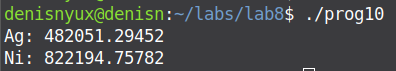 denisnyux@denisn:~/labs/lab8$ ./prog10
Ag: 482051.29452
Ni: 822194.75782